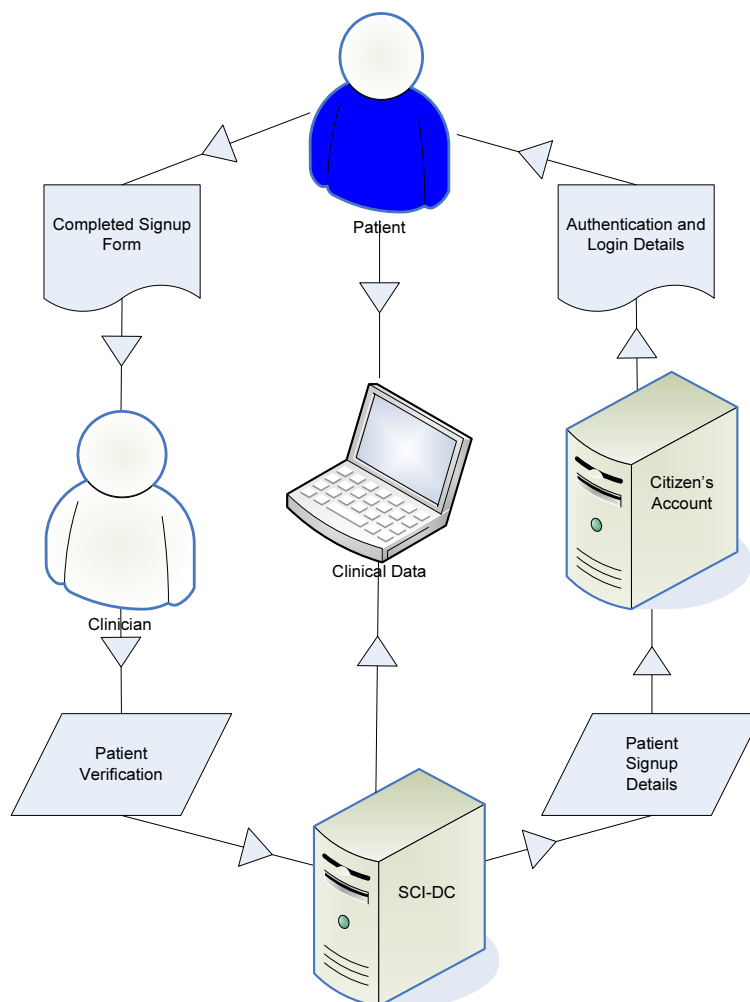 Patient
Completed Signup
Form
Authentication and
Login Details
Clinician
Clinical Data
Citizen's
Account
Patient
Verification
SCI-DC
Patient
Signup
Details